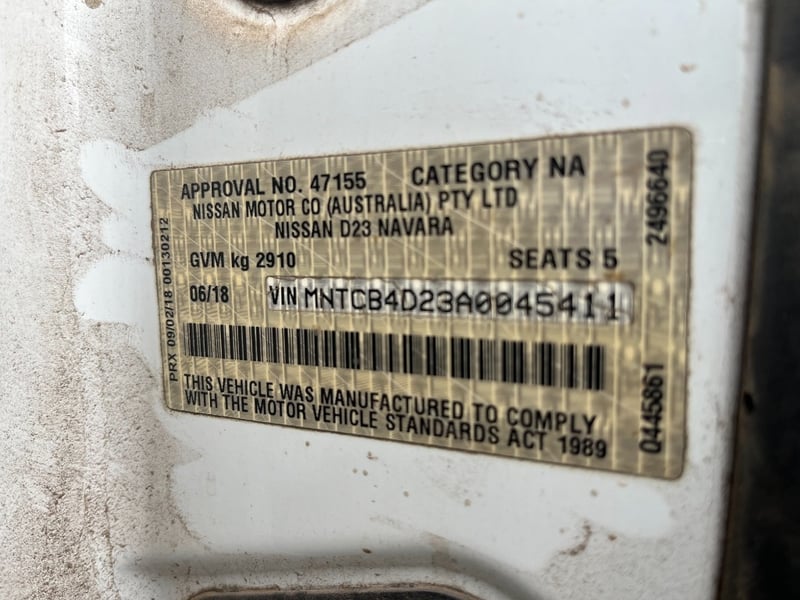 APPROVAL NO. 47155 CATEGORY NA
NISSAN MOTOR CO (AUSTRALIA) PTY LTD
NISSAN D23 NAVARA
GVM kg 2910 SEATS 5
06/18 VIN MNTCB4D23A0045411
THIS VEHICLE WAS MANUFACTURED TO COMPLY
WITH THE MOTOR VEHICLE STANDARDS ACT 1989
PRX 09/02/18 00130212
Q445861 2496640